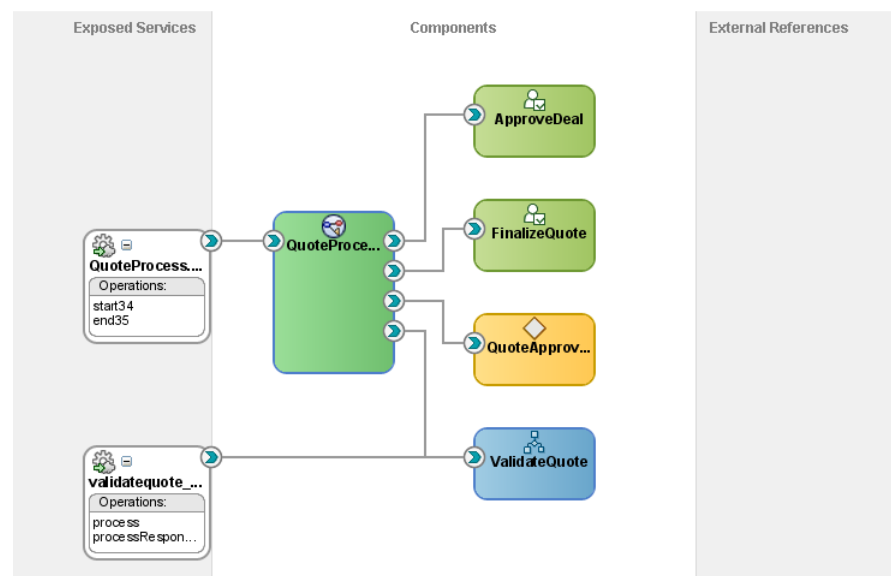 Exposed Services
Components
External References
ApproveDeal
FinalizeQuote
QuoteProcess....
Operations:
start34
end35
QuoteProce...
QuoteApprov...
validatequote_...
Operations:
process
processRespon...
ValidateQuote